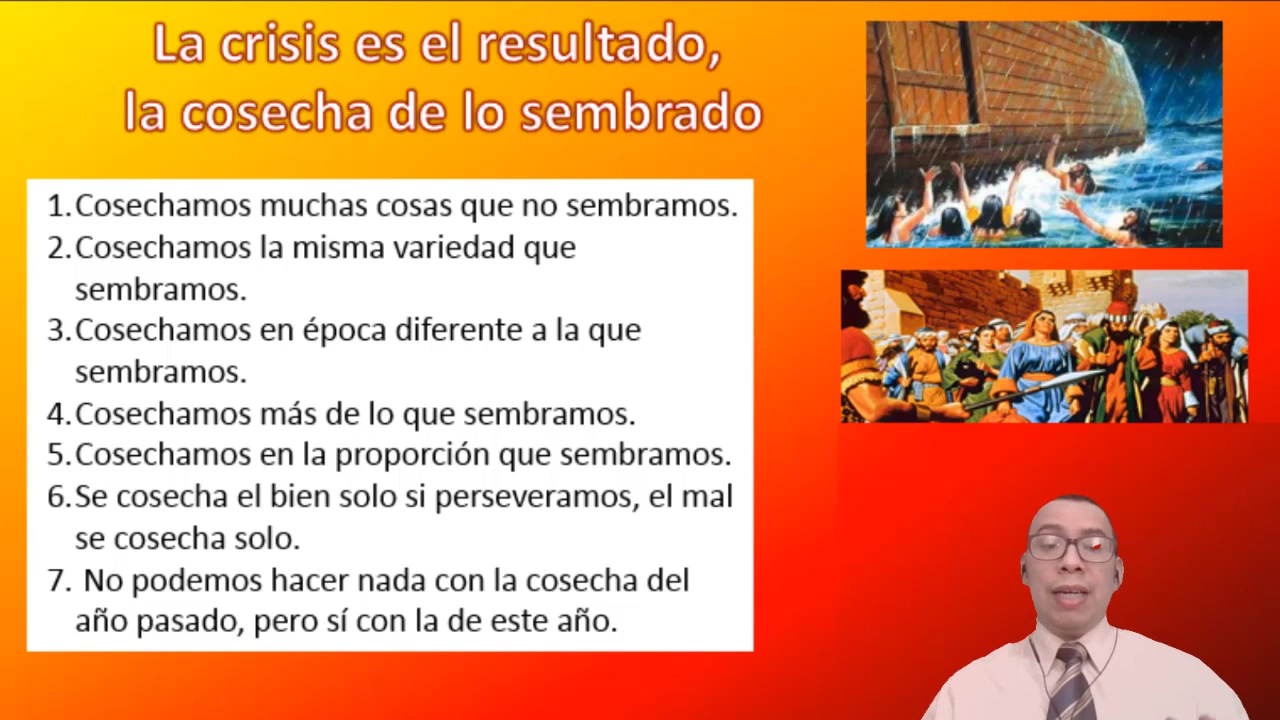 La crisis es el resultado,
la cosecha de lo sembrado
1.Cosechamos muchas cosas que no sembramos.
2.Cosechamos la misma variedad que
sembramos.
3.Cosechamos en época diferente a la que
sembramos.
4.Cosechamos más de lo que sembramos.
5.Cosechamos en la proporción que sembramos.
6.Se cosecha el bien solo si perseveramos, el mal
se cosecha solo.
7. No podemos hacer nada con la cosecha del
año pasado, pero sí con la de este año.